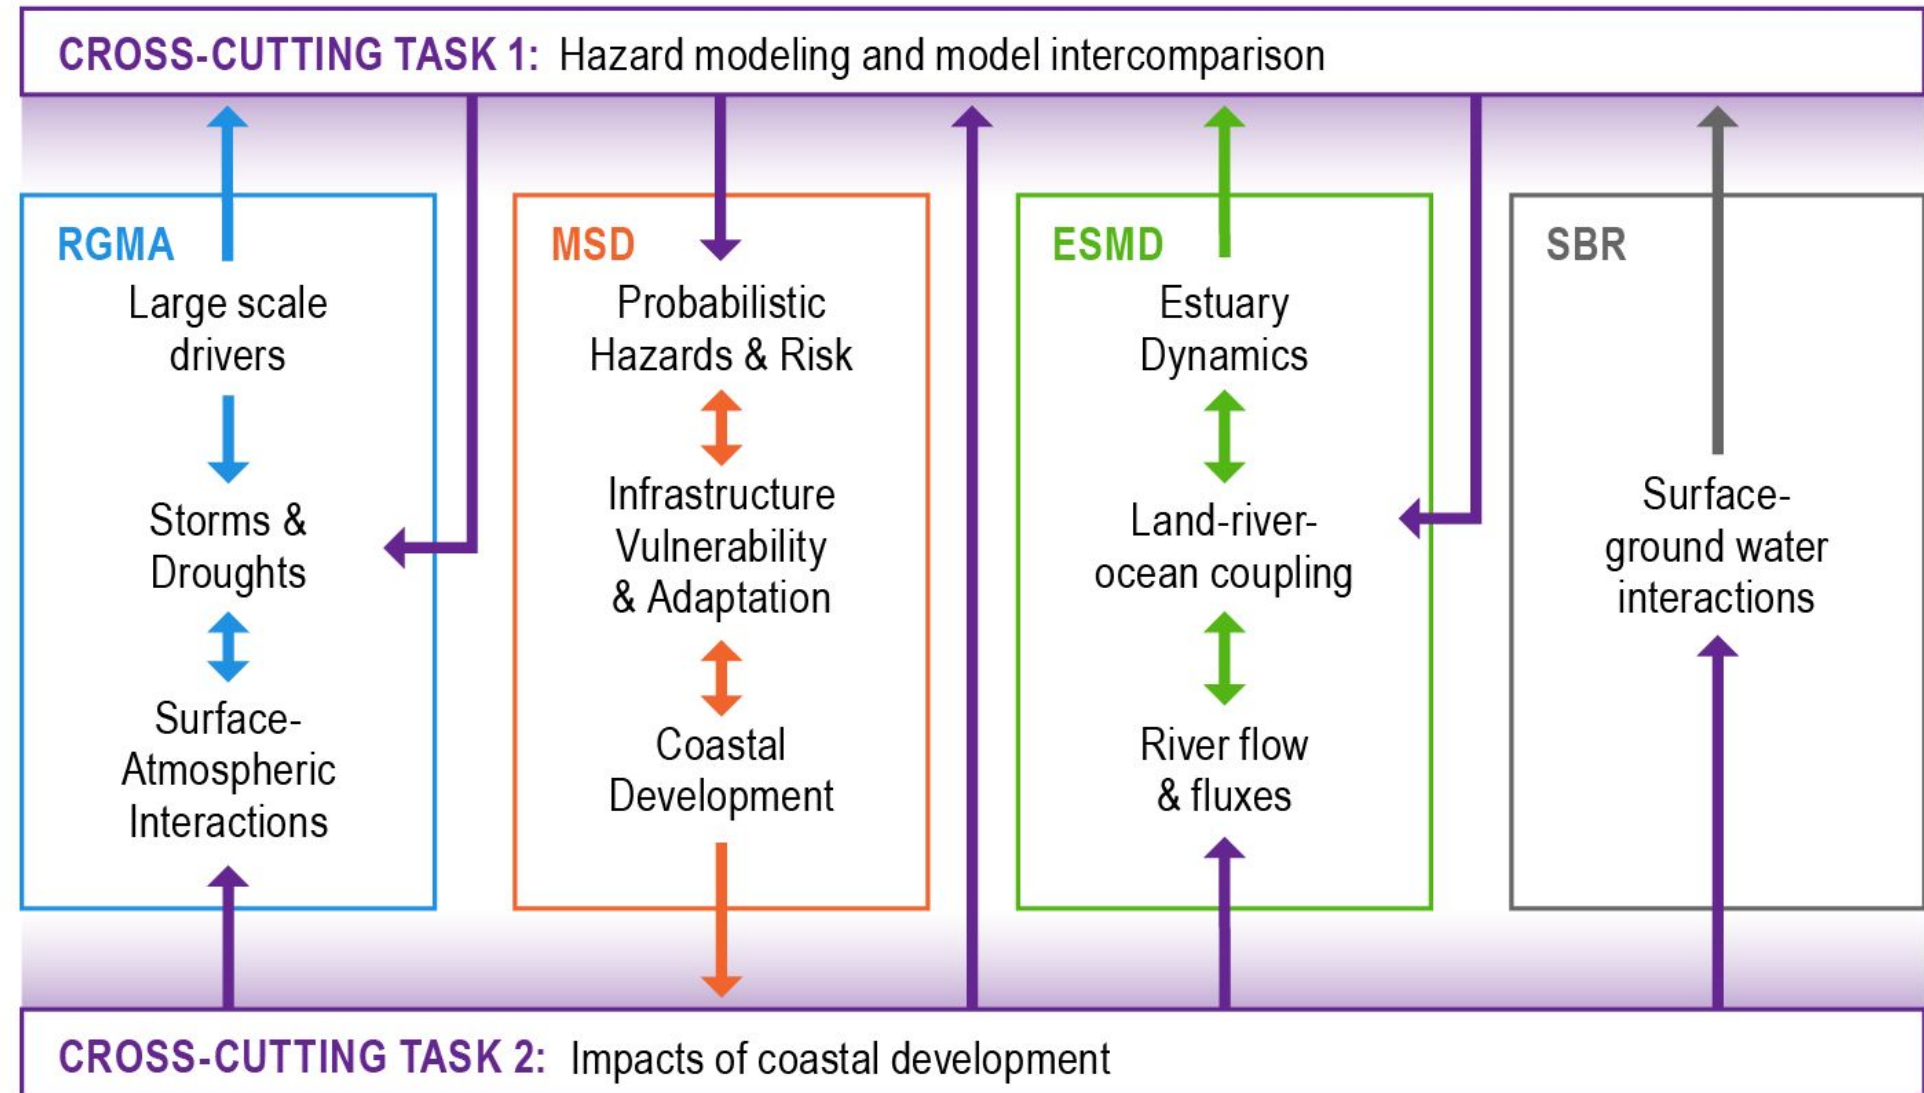 CROSS-CUTTING TASK 1: Hazard modeling and model intercomparison
RGMA
Large scale
drivers
Storms &
Droughts
Surface-
Atmospheric
Interactions
MSD
Probabilistic
Hazards & Risk
Infrastructure
Vulnerability
& Adaptation
Coastal
Development
ESMD
Estuary
Dynamics
Land-river-
ocean coupling
River flow
& fluxes
SBR
Surface-
ground water
interactions
CROSS-CUTTING TASK 2: Impacts of coastal development